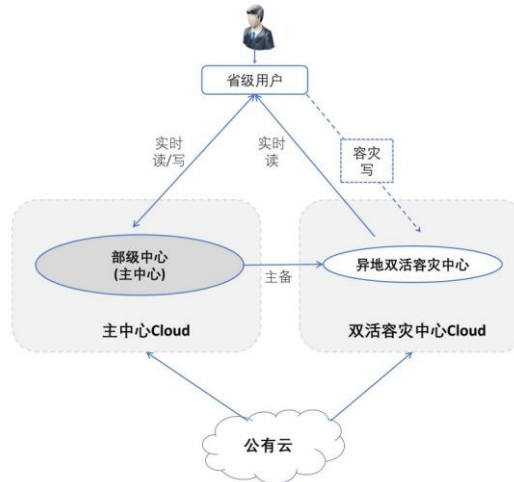 省级用户
实时
读/写
实时
读
容灾
写
部级中心
(主中心)
主备
异地双活容灾中心
主中心Cloud
双活容灾中心Cloud
公有云